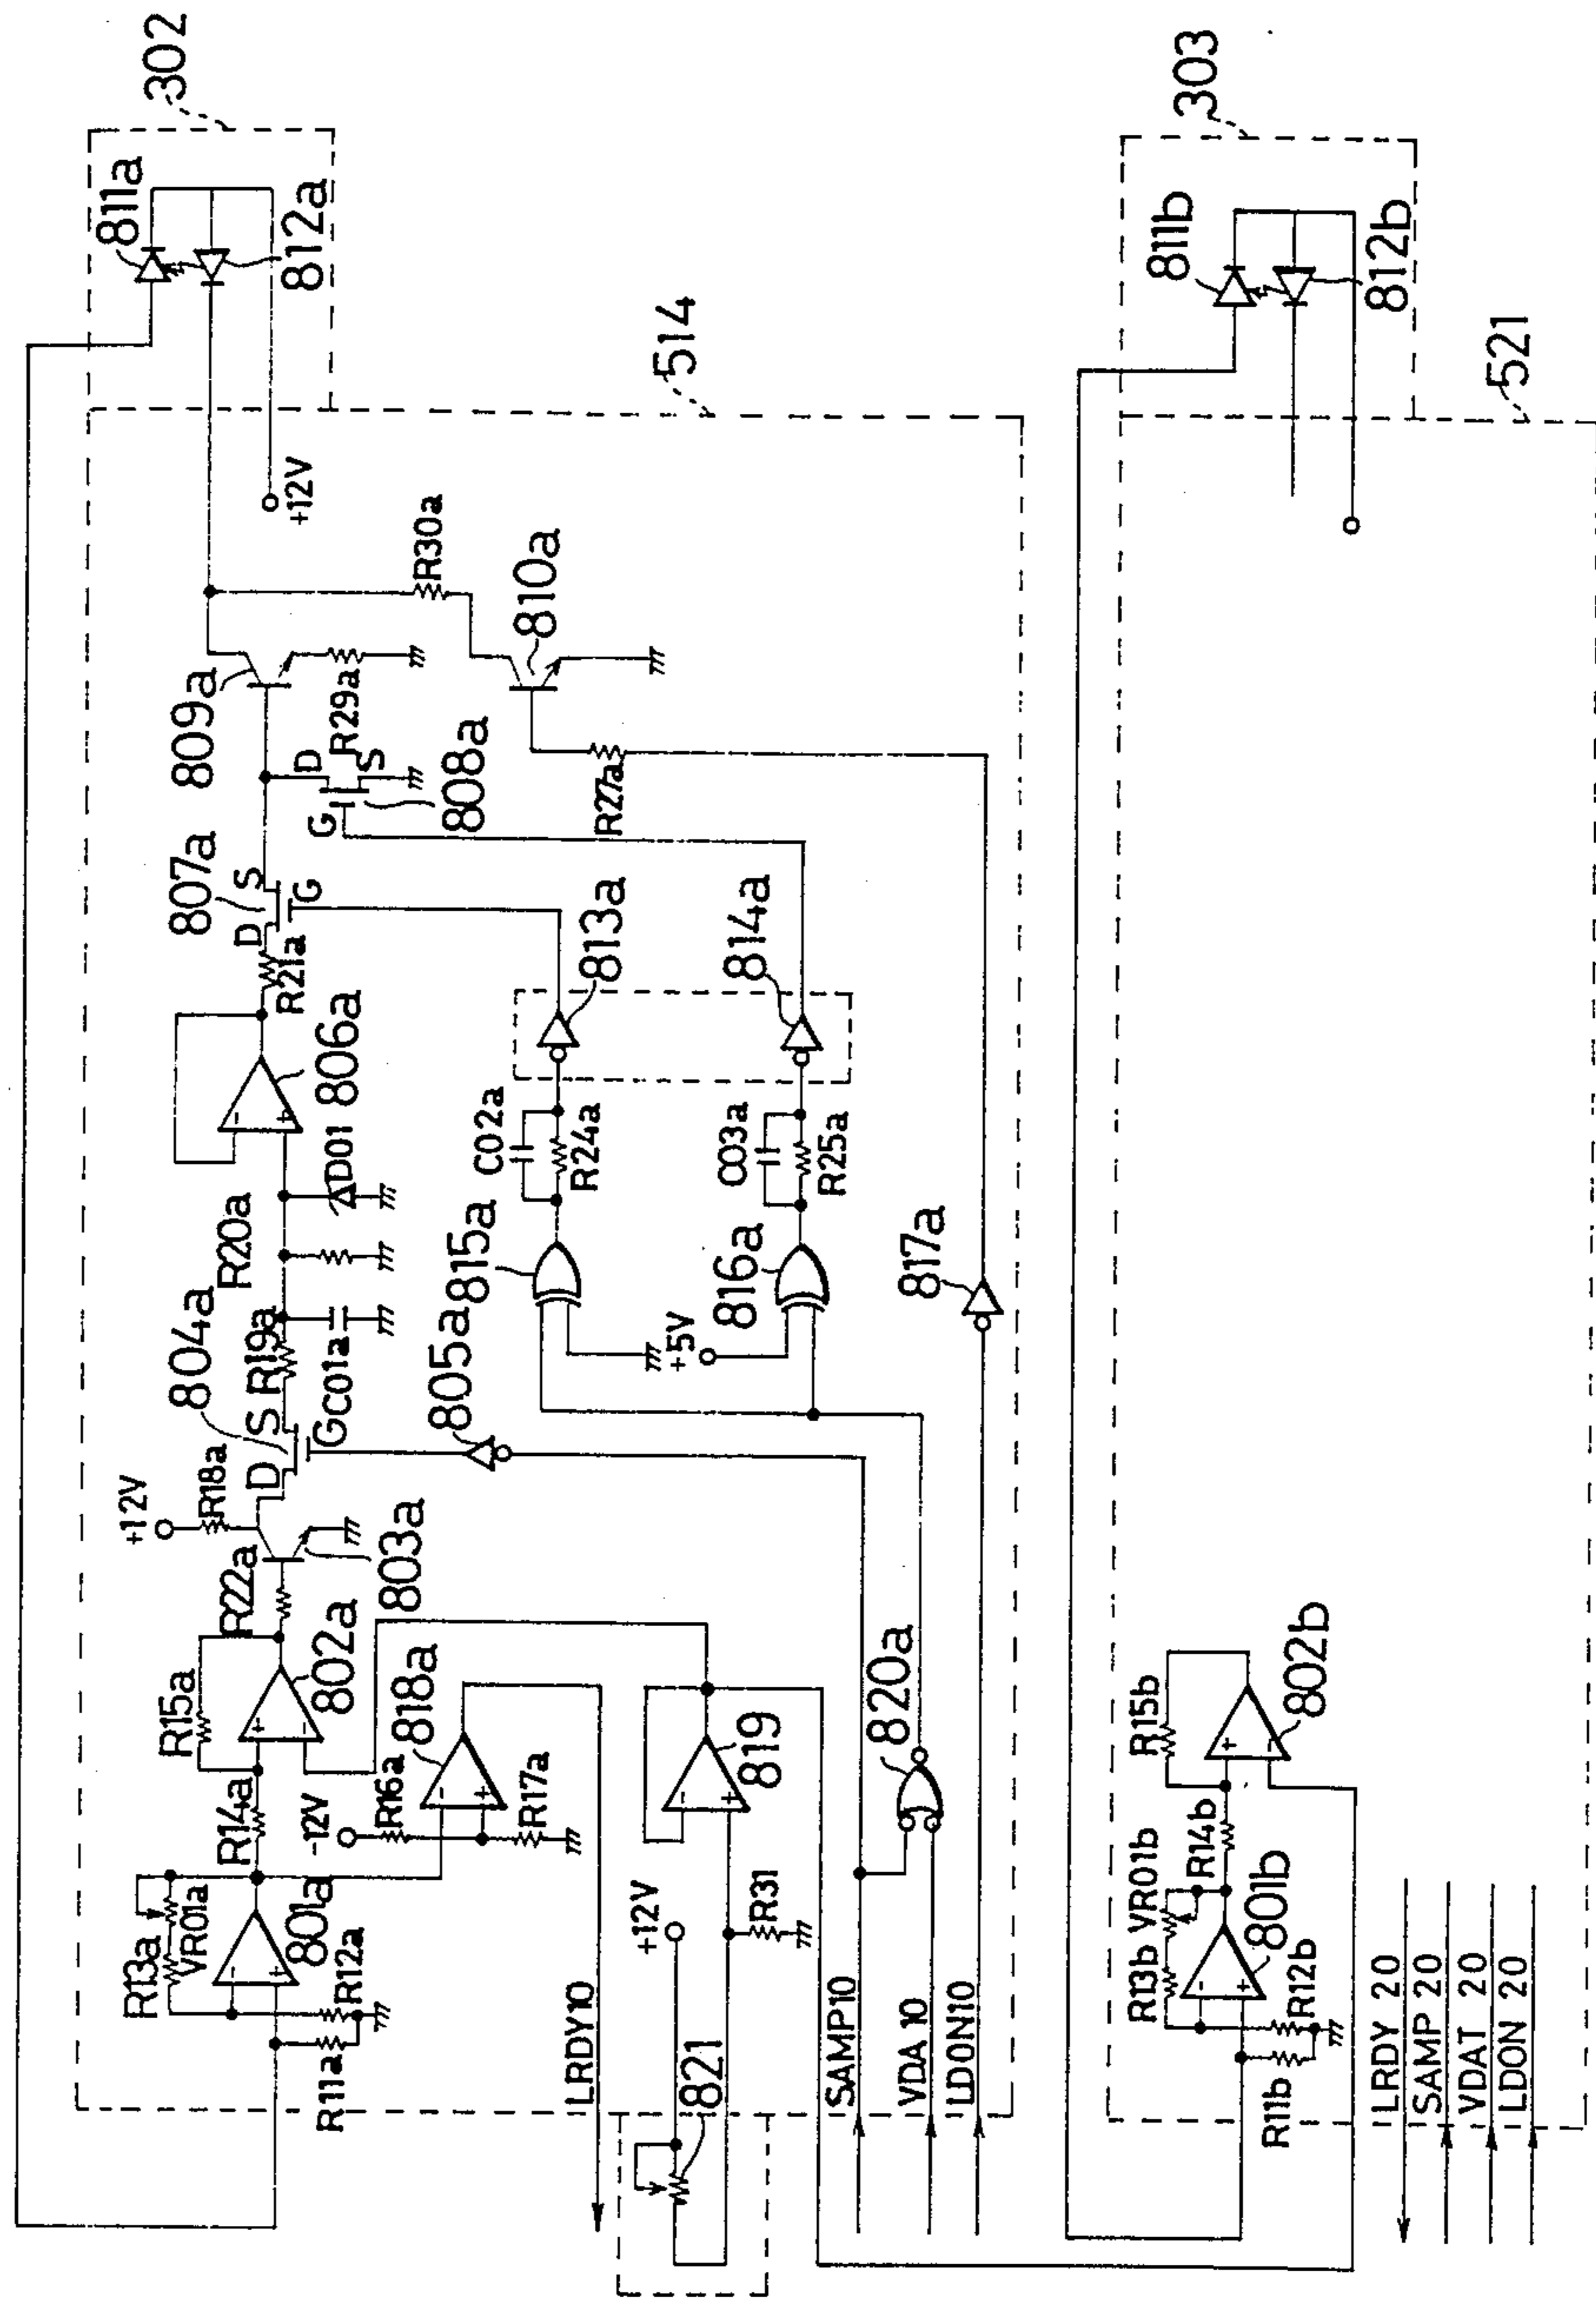 302
811a
812a
514
+12V
R30a
810a
809a
R29a
D
S
G
808a
R27a
807a
S
D
G
R21a
806a
813a
814a
D01
C02a
R24a
C03a
R25a
R20a
815a
816a
817a
804a
R19a
S
G
C01a
D
805a
+5V
+12V
R18a
R22a
803a
R15a
802a
818a
R14a
-12V
R16a
R17a
819
820a
R13a
VR01a
801a
R12a
R11a
+12V
R31
LRDY10
821
SAMP10
VDA 10
LDON10
303
811b
812b
521
R15b
802b
R14b
R13b VR01b
801b
R12b
R11b
LRDY 20
SAMP 20
VDAT 20
LDON 20